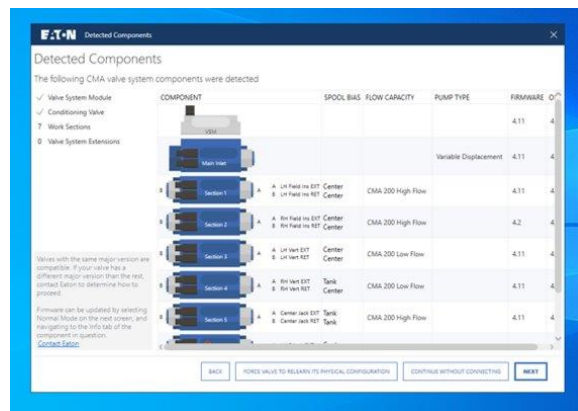 EATON Detected Components
Detected Components
The following CMA valve system components were detected
Valve System Module
Conditioning Valve
7 Work Sections
0 Valve System Extensions
Valves with the same major version are
compatible. If your valve has a
different major version than the rest,
contact Eaton to determine how to
proceed.
Firmware can be updated by selecting
Normal Mode on the next screen, and
navigating to the Info tab of the
component in question.
Contact Eaton
COMPONENT SPOOL BIAS FLOW CAPACITY PUMP TYPE FIRMWARE
VSM 4.11 4
Main Inlet Variable Displacement 4.11 4
B Section 1 A A LH Field Ins EXT Center CMA 200 High Flow 4.11 4
B LH Field Ins RET Center
B Section 2 A A RH Field Ins EXT Center CMA 200 High Flow 4.2 4
B RH Field Ins RET Center
B Section 3 A A LH Vert EXT Center CMA 200 Low Flow 4.11 4
B LH Vert RET Center
B Section 4 A A RH Vert EXT Tank CMA 200 Low Flow 4.11 4
B RH Vert RET Center
B Section 5 A A Center Jack EXT Tank CMA 200 High Flow 4.11 4
B Center Jack RET Tank
BACK FORCE VALVE TO RELEARN ITS PHYSICAL CONFIGURATION CONTINUE WITHOUT CONNECTING NEXT